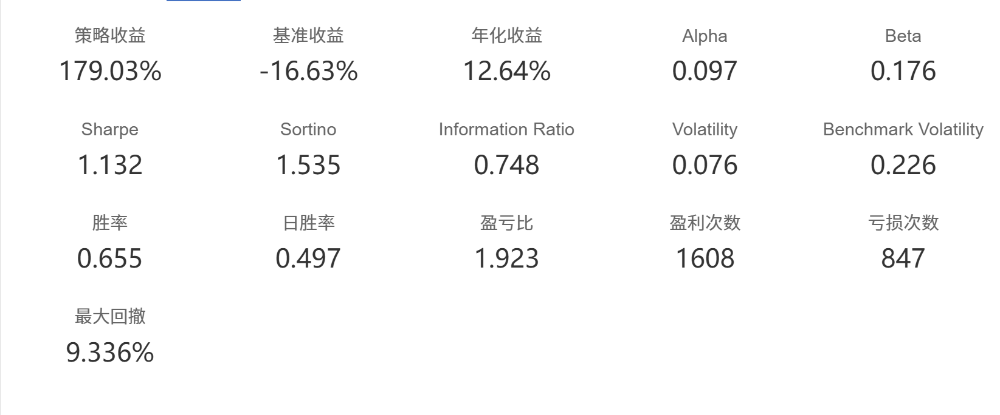 策略收益 基准收益 年化收益 Alpha Beta
179.03% -16.63% 12.64% 0.097 0.176
Sharpe Sortino Information Ratio Volatility Benchmark Volatility
1.132 1.535 0.748 0.076 0.226
胜率 日胜率 盈亏比 盈利次数 亏损次数
0.655 0.497 1.923 1608 847
最大回撤
9.336%